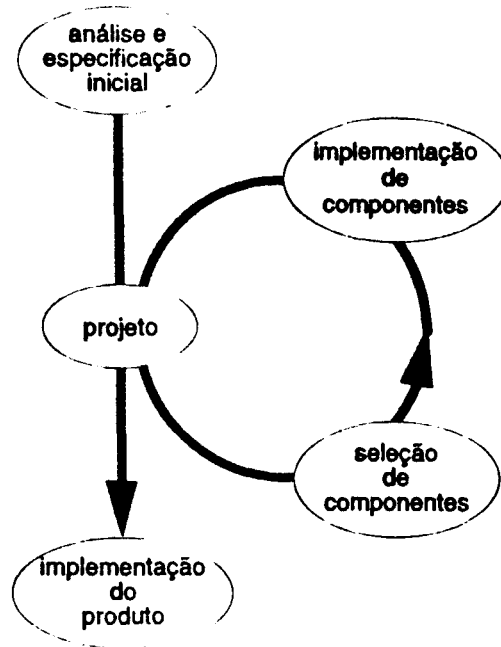 análise e
especificação
inicial
implementação
de
componentes
projeto
seleção
de
componentes
implementação
do
produto